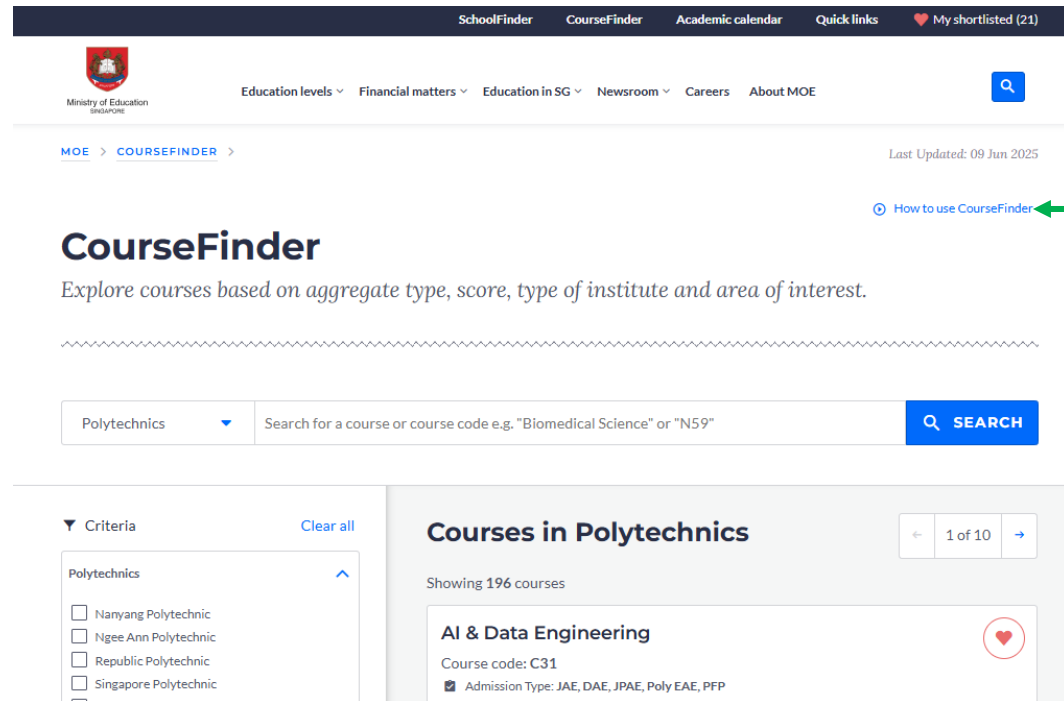 SchoolFinder CourseFinder Academic calendar Quick links My shortlisted (21)
Ministry of Education
SINGAPORE
Education levels Financial matters Education in SG Newsroom Careers About MOE
MOE > COURSEFINDER >
Last Updated: 09 Jun 2025
How to use CourseFinder
CourseFinder
Explore courses based on aggregate type, score, type of institute and area of interest.
Polytechnics
Search for a course or course code e.g. "Biomedical Science" or "N59"
SEARCH
Criteria Clear all
Polytechnics
Nanyang Polytechnic
Ngee Ann Polytechnic
Republic Polytechnic
Singapore Polytechnic
Courses in Polytechnics
← 1 of 10 →
Showing 196 courses
AI & Data Engineering
Course code: C31
Admission Type: JAE, DAE, JPAE, Poly EAE, PFP